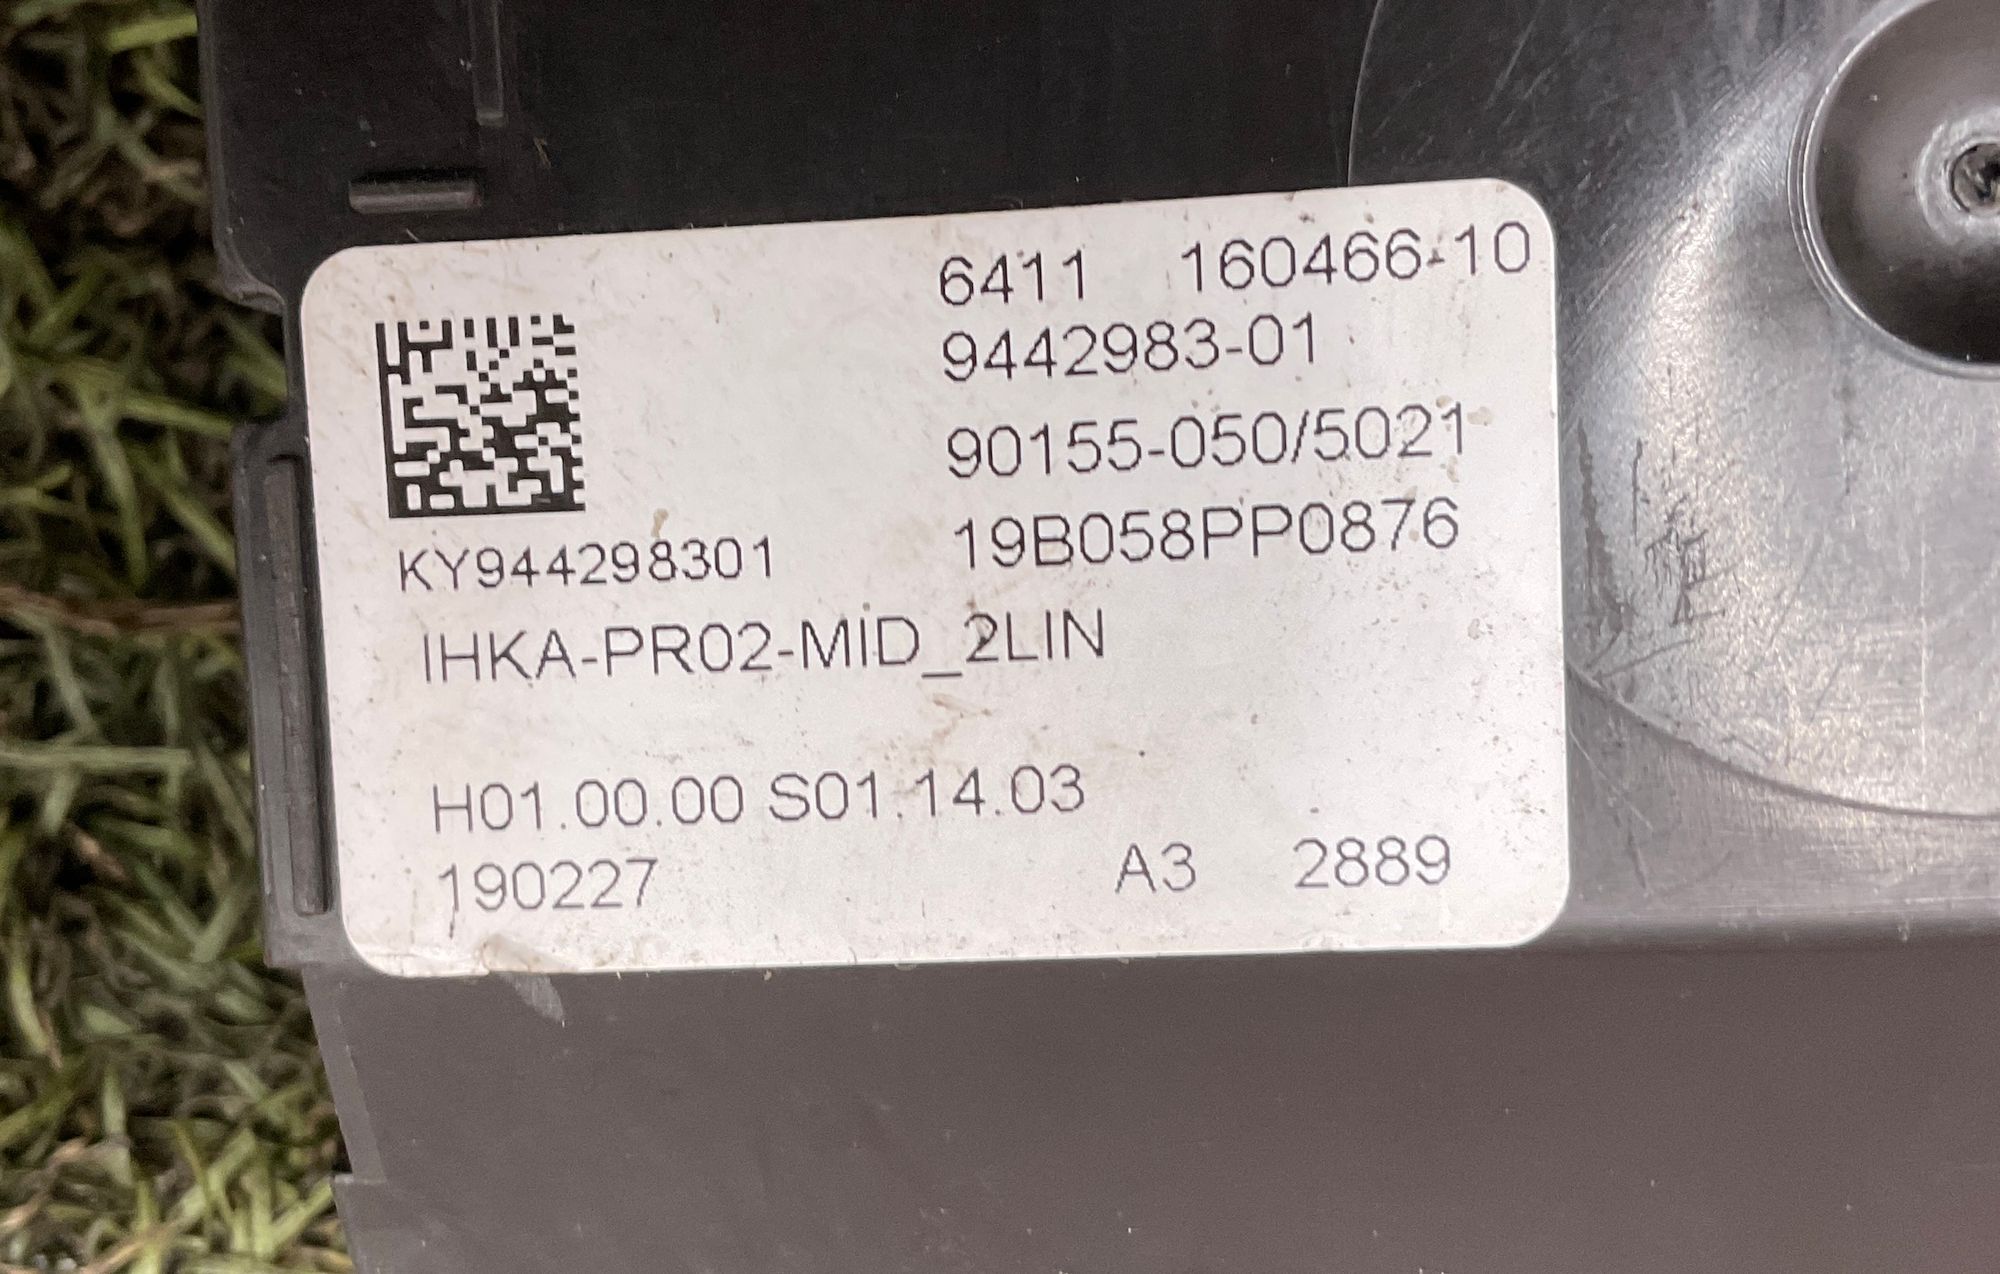 6411 160466-10
9442983-01
90155-050/5021
KY944298301 19B058PP0876
IHKA-PR02-MID_2LIN
H01.00.00 S01.14.03
190227 A3 2889